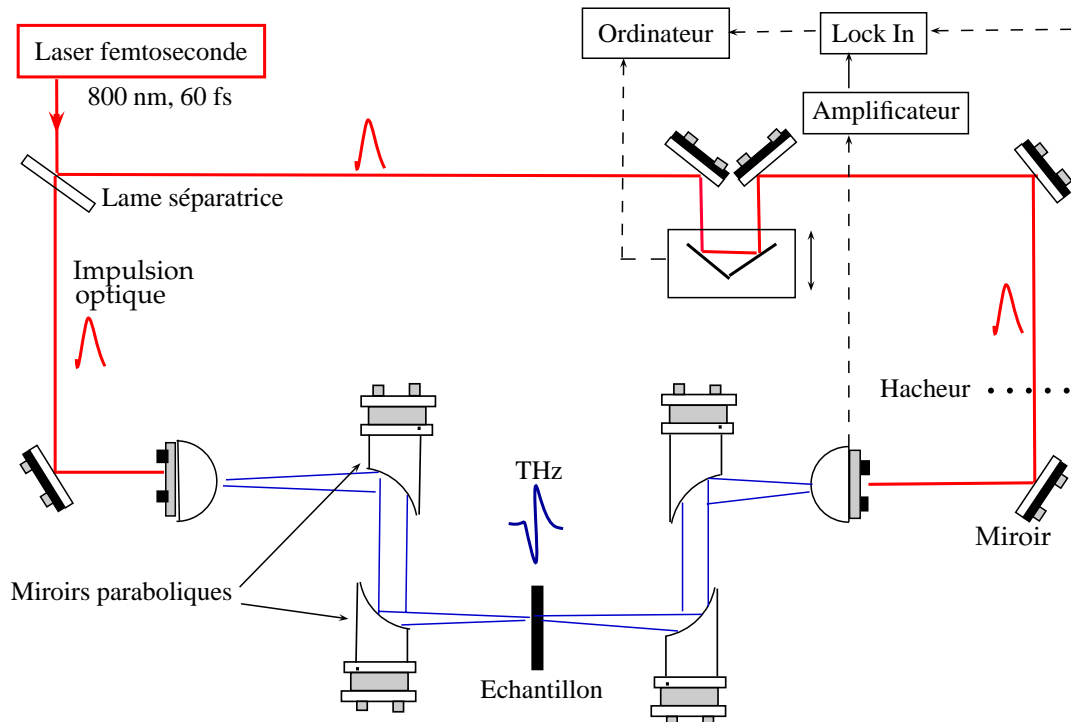 Laser femtoseconde
800 nm, 60 fs
Lame séparatrice
Impulsion
optique
Ordinateur
Lock In
Amplificateur
Hacheur
THz
Miroir
Miroirs paraboliques
Echantillon